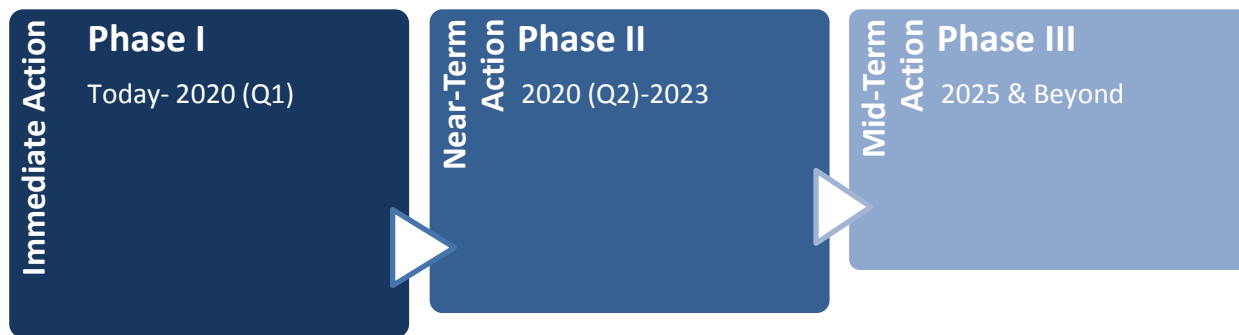 Immediate Action
Phase I
Today- 2020 (Q1)
Near-Term
Action
Phase II
2020 (Q2)-2023
Mid-Term
Action
Phase III
2025 & Beyond